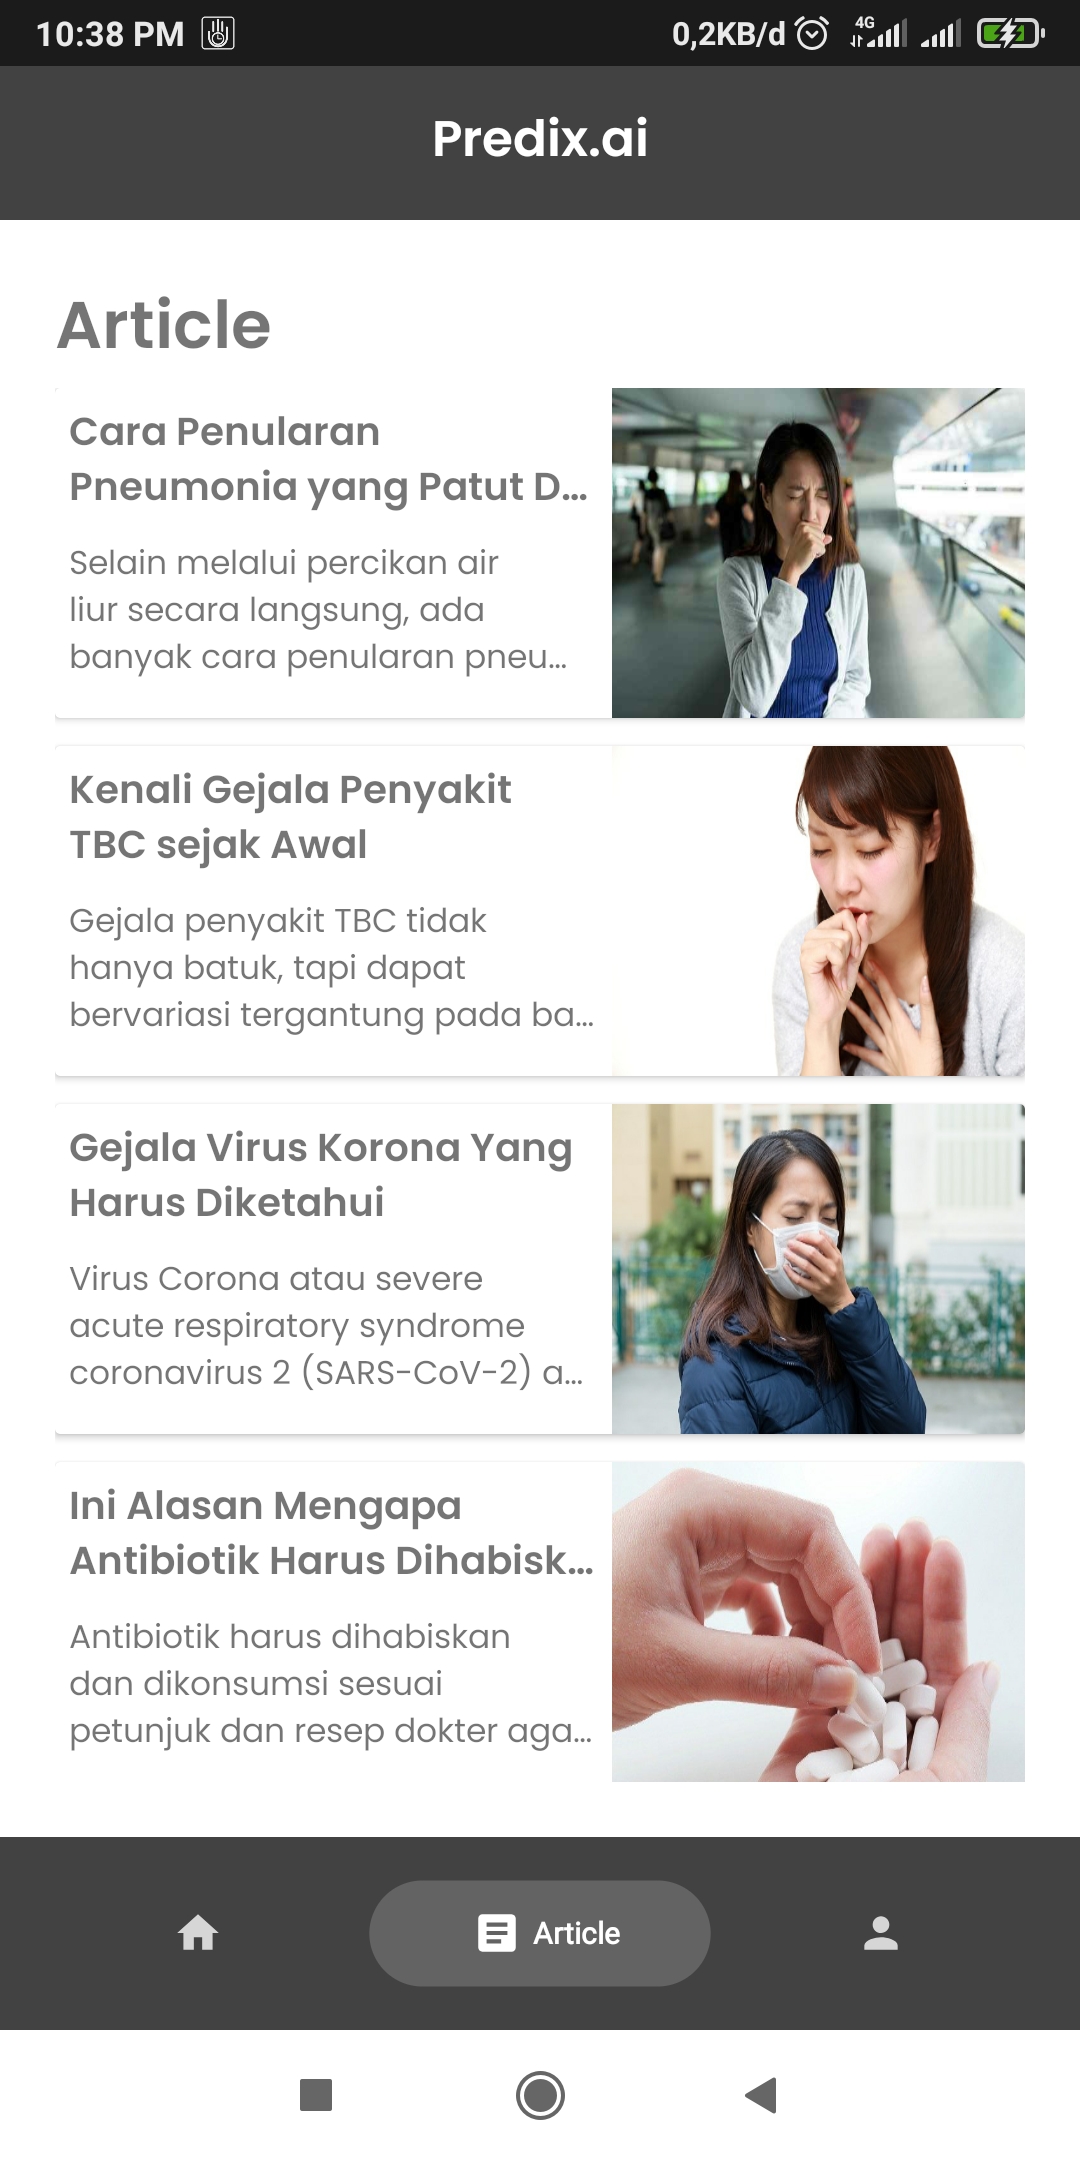 10:38 PM
0,2KB/d
4G
Predix.ai
Article
Cara Penularan
Pneumonia yang Patut D...
Selain melalui percikan air
liur secara langsung, ada
banyak cara penularan pneu...
Kenali Gejala Penyakit
TBC sejak Awal
Gejala penyakit TBC tidak
hanya batuk, tapi dapat
bervariasi tergantung pada ba...
Gejala Virus Korona Yang
Harus Diketahui
Virus Corona atau severe
acute respiratory syndrome
coronavirus 2 (SARS-CoV-2) a...
Ini Alasan Mengapa
Antibiotik Harus Dihabisk...
Antibiotik harus dihabiskan
dan dikonsumsi sesuai
petunjuk dan resep dokter aga...
Article